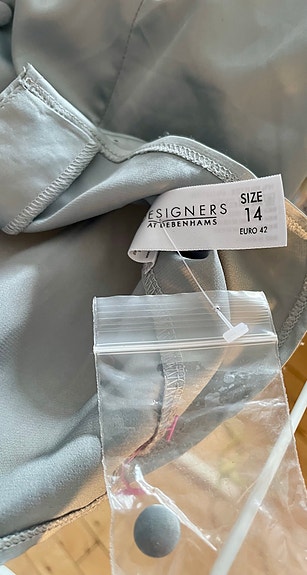 ESIGNERS
AT DEBENHAMS
SIZE
14
EURO 42